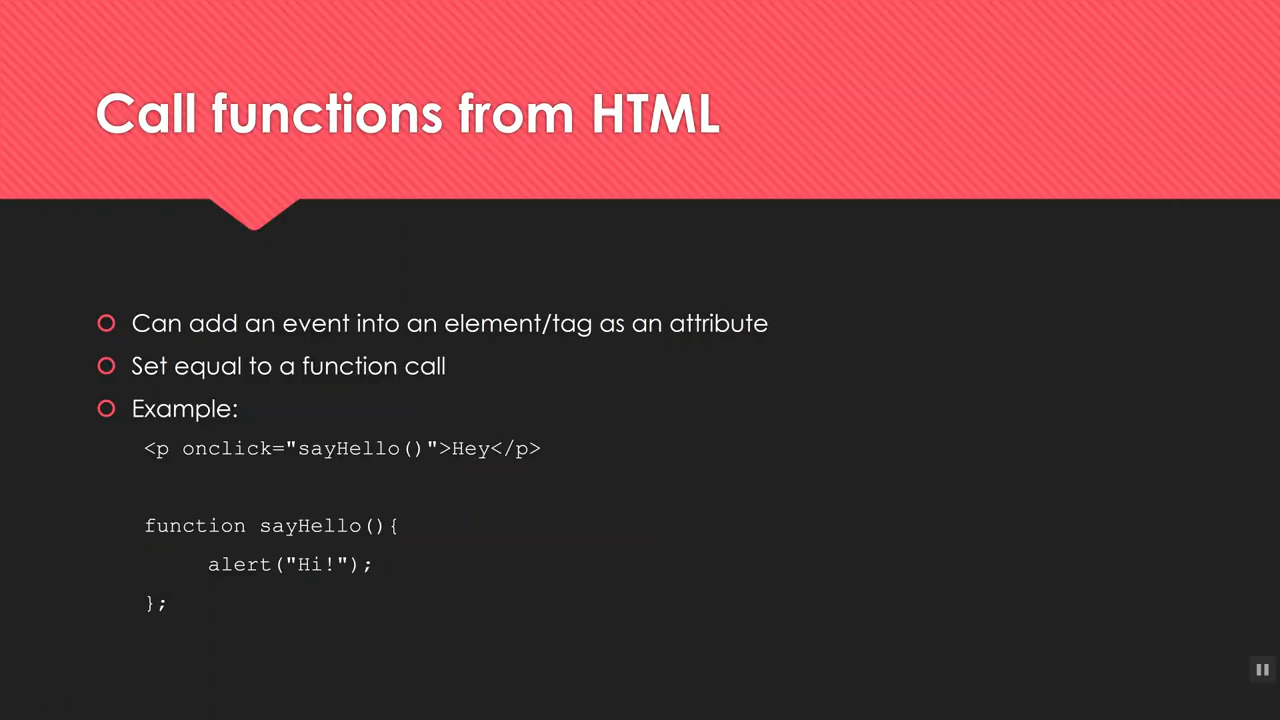 Call functions from HTML
Can add an event into an element/tag as an attribute
Set equal to a function call
Example:
<p onclick="sayHello()">Hey</p>
function sayHello(){
alert("Hi!");
};